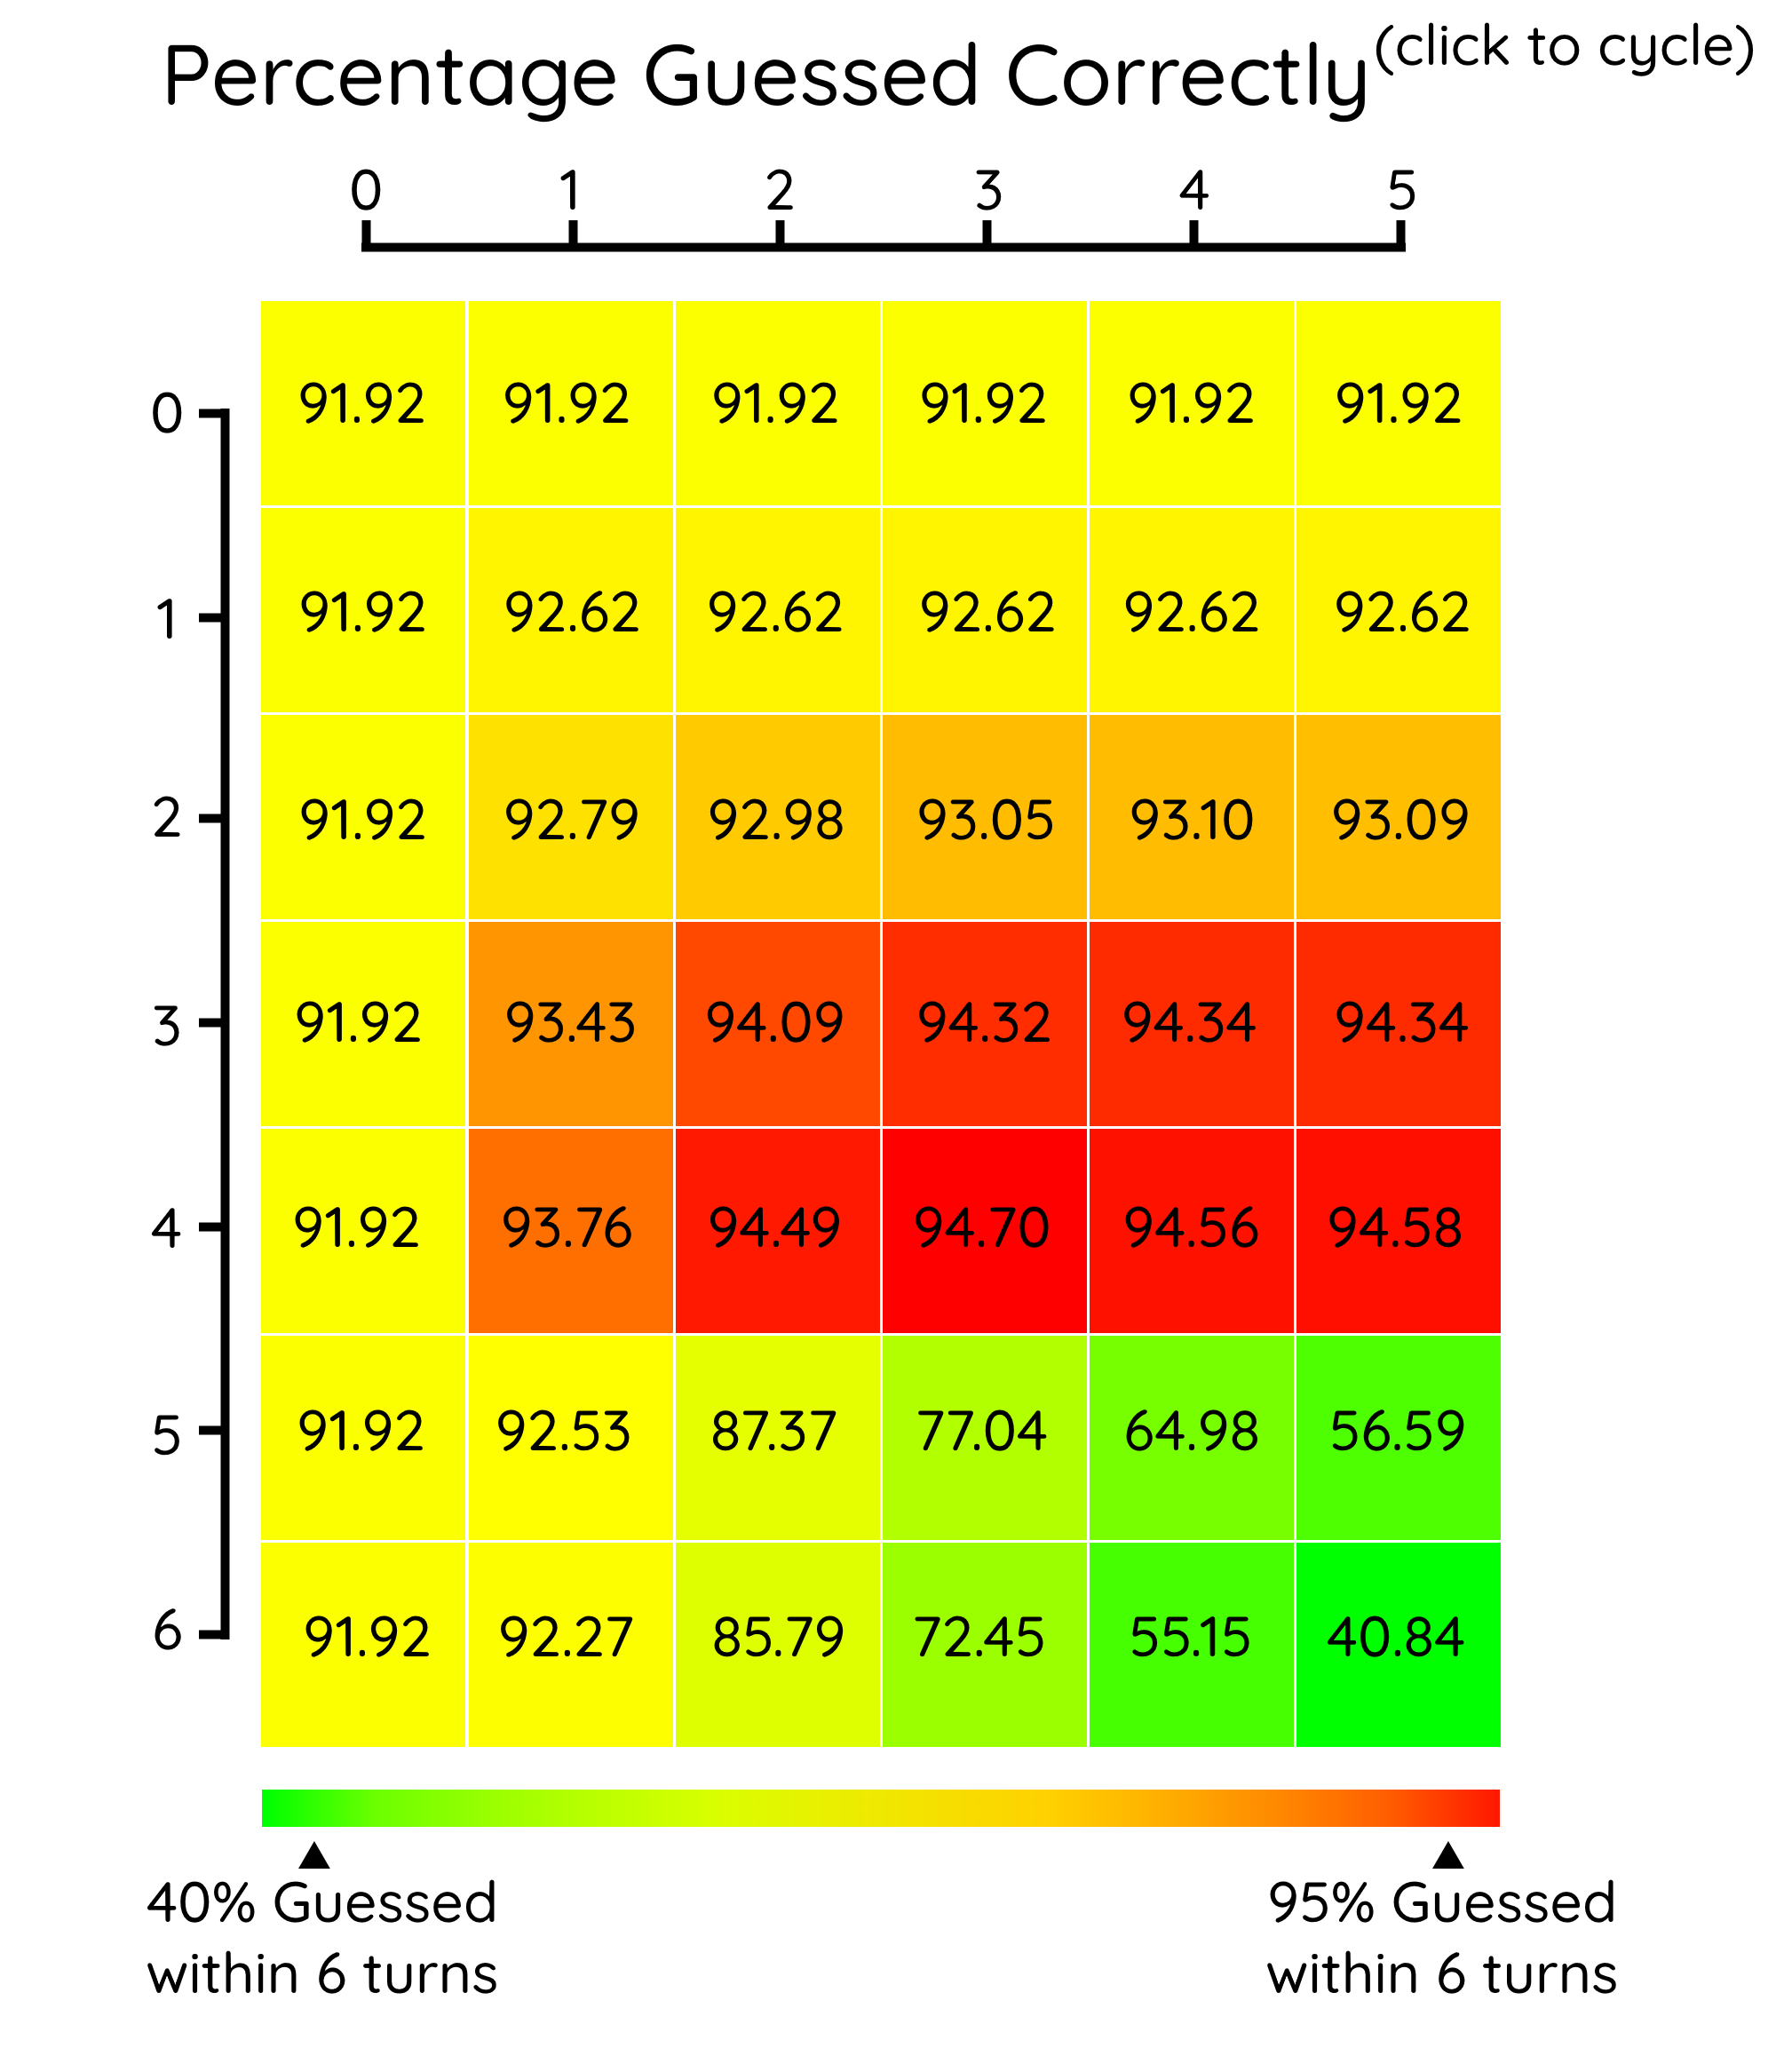 Percentage Guessed Correctly (click to cycle)
0 1 2 3 4 5
0 91.92 91.92 91.92 91.92 91.92 91.92
1 91.92 92.62 92.62 92.62 92.62 92.62
2 91.92 92.79 92.98 93.05 93.10 93.09
3 91.92 93.43 94.09 94.32 94.34 94.34
4 91.92 93.76 94.49 94.70 94.56 94.58
5 91.92 92.53 87.37 77.04 64.98 56.59
6 91.92 92.27 85.79 72.45 55.15 40.84
40% Guessed
within 6 turns
95% Guessed
within 6 turns